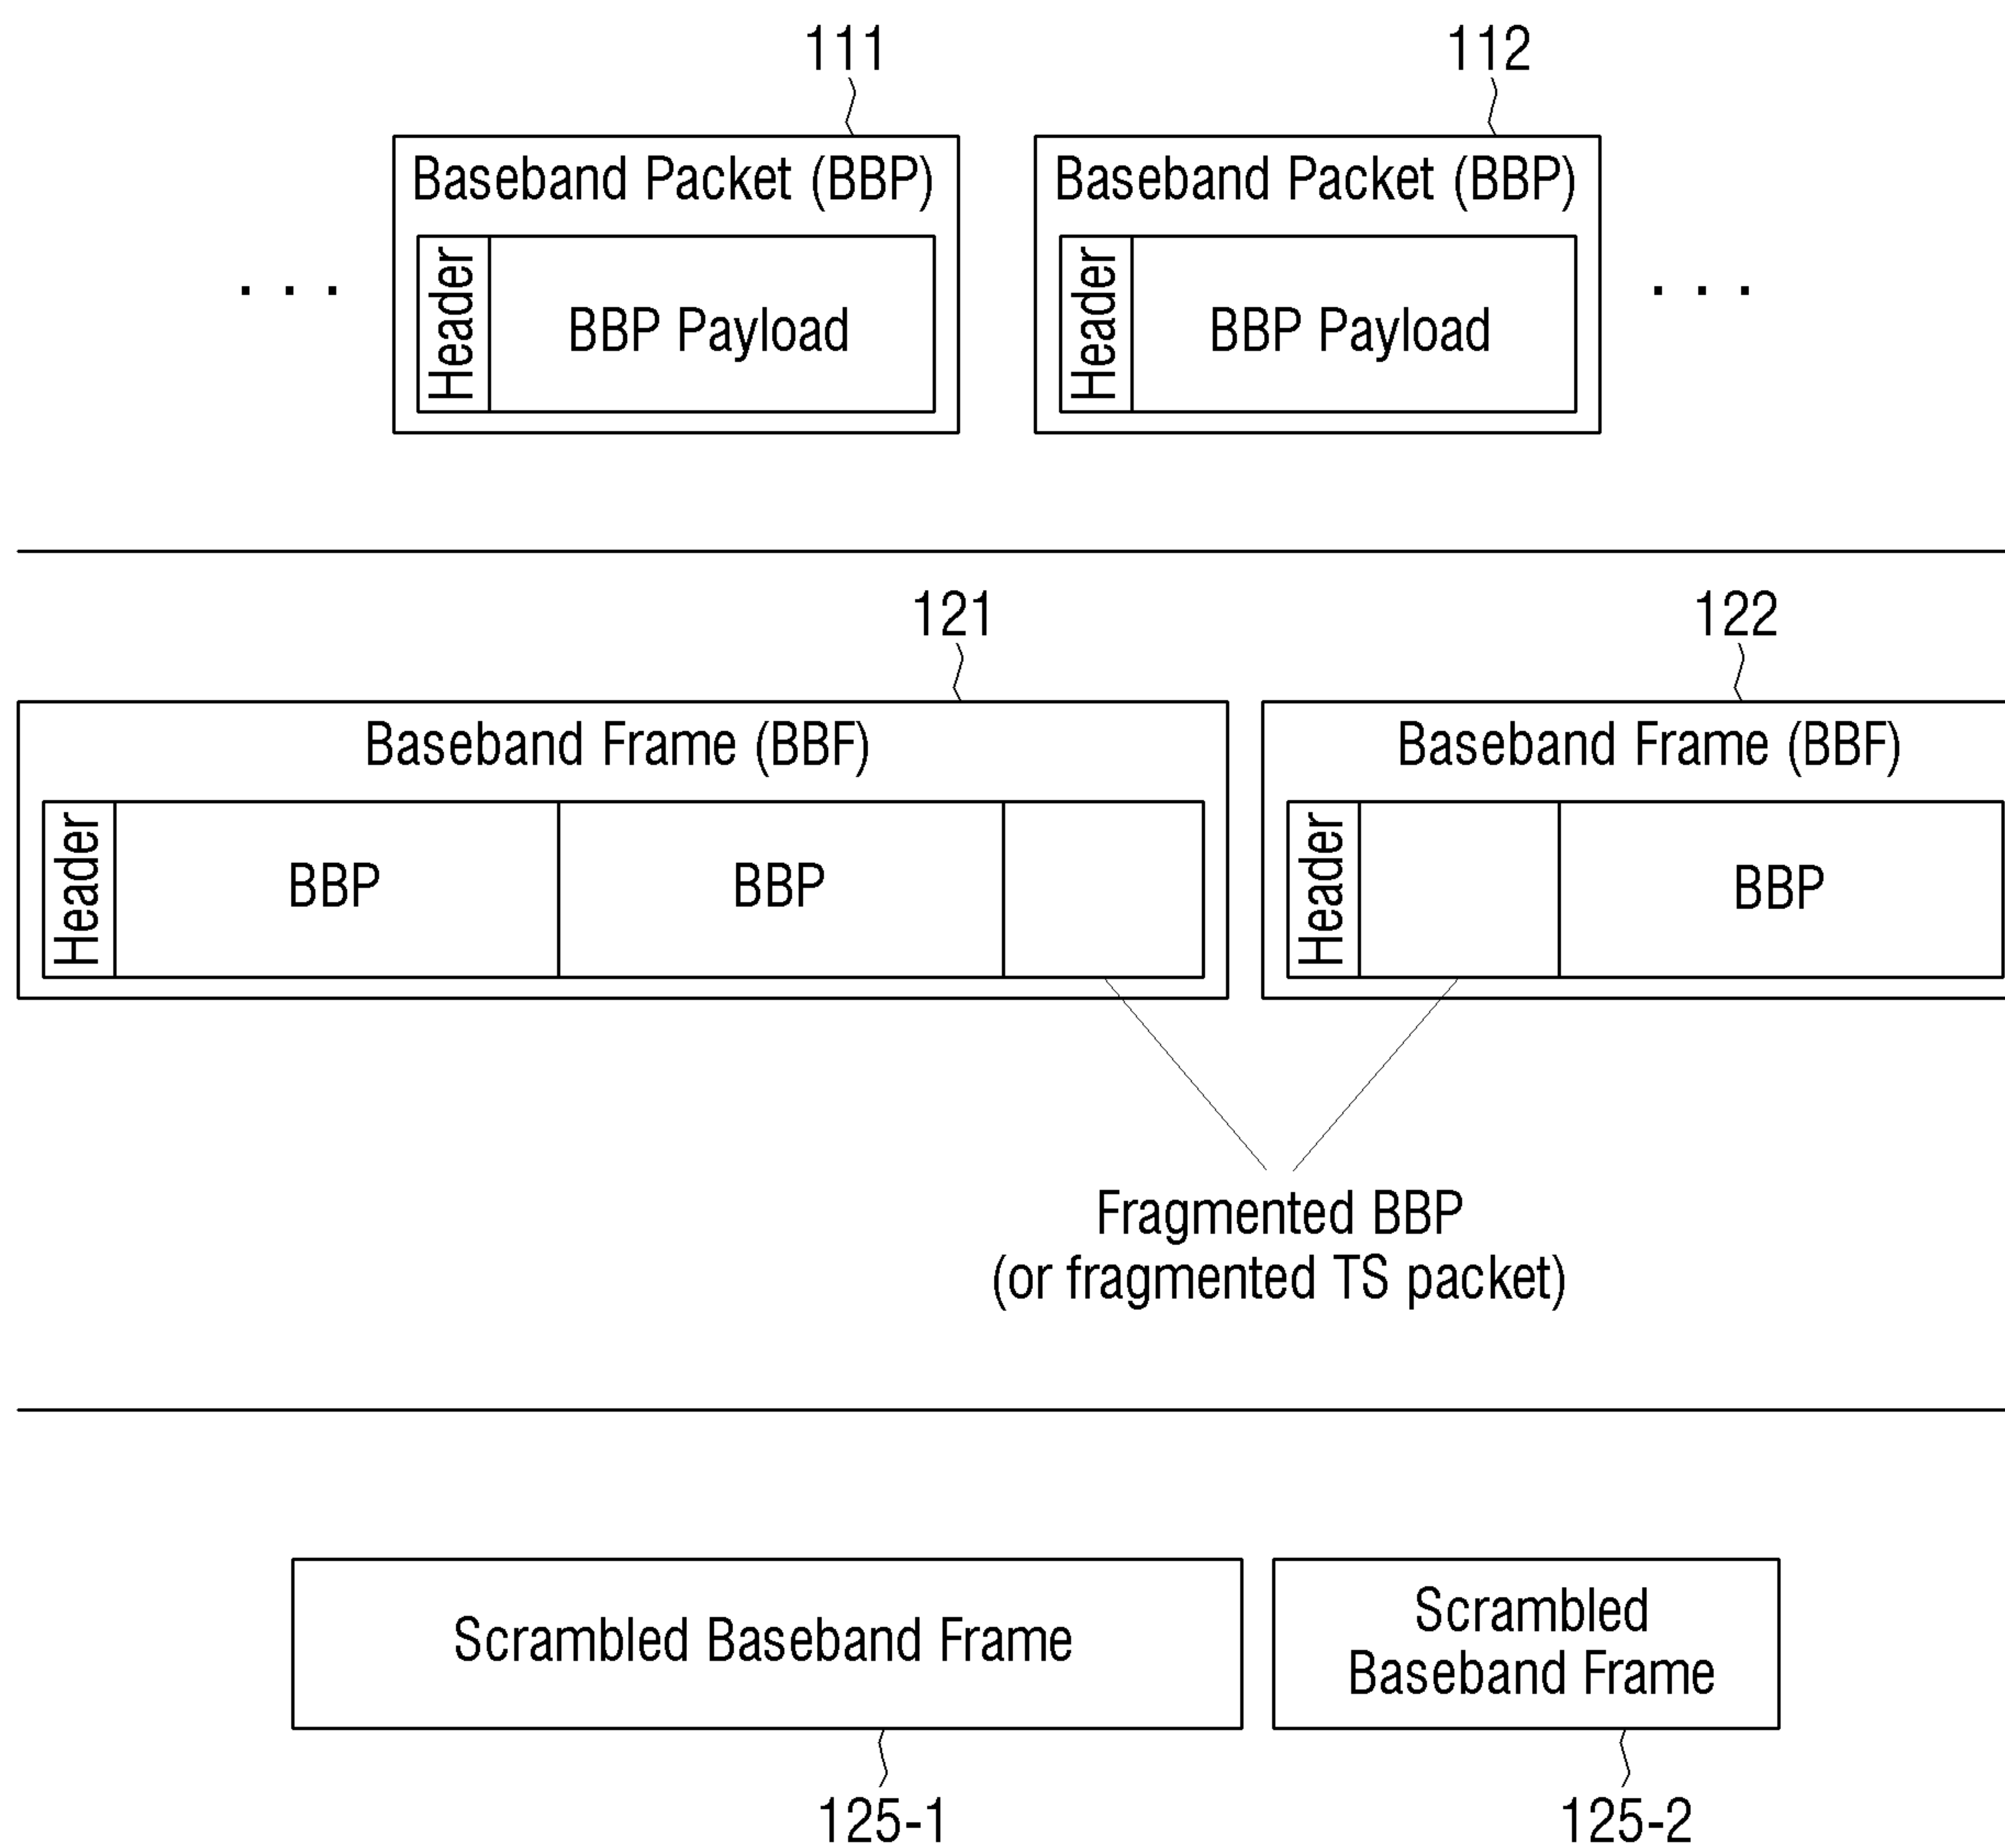 111
112
Baseband Packet (BBP)
Baseband Packet (BBP)
. . .
Header
BBP Payload
Header
BBP Payload
. . .
121
122
Baseband Frame (BBF)
Baseband Frame (BBF)
Header
BBP
BBP
Header
BBP
Fragmented BBP
(or fragmented TS packet)
Scrambled Baseband Frame
Scrambled
Baseband Frame
125-1
125-2